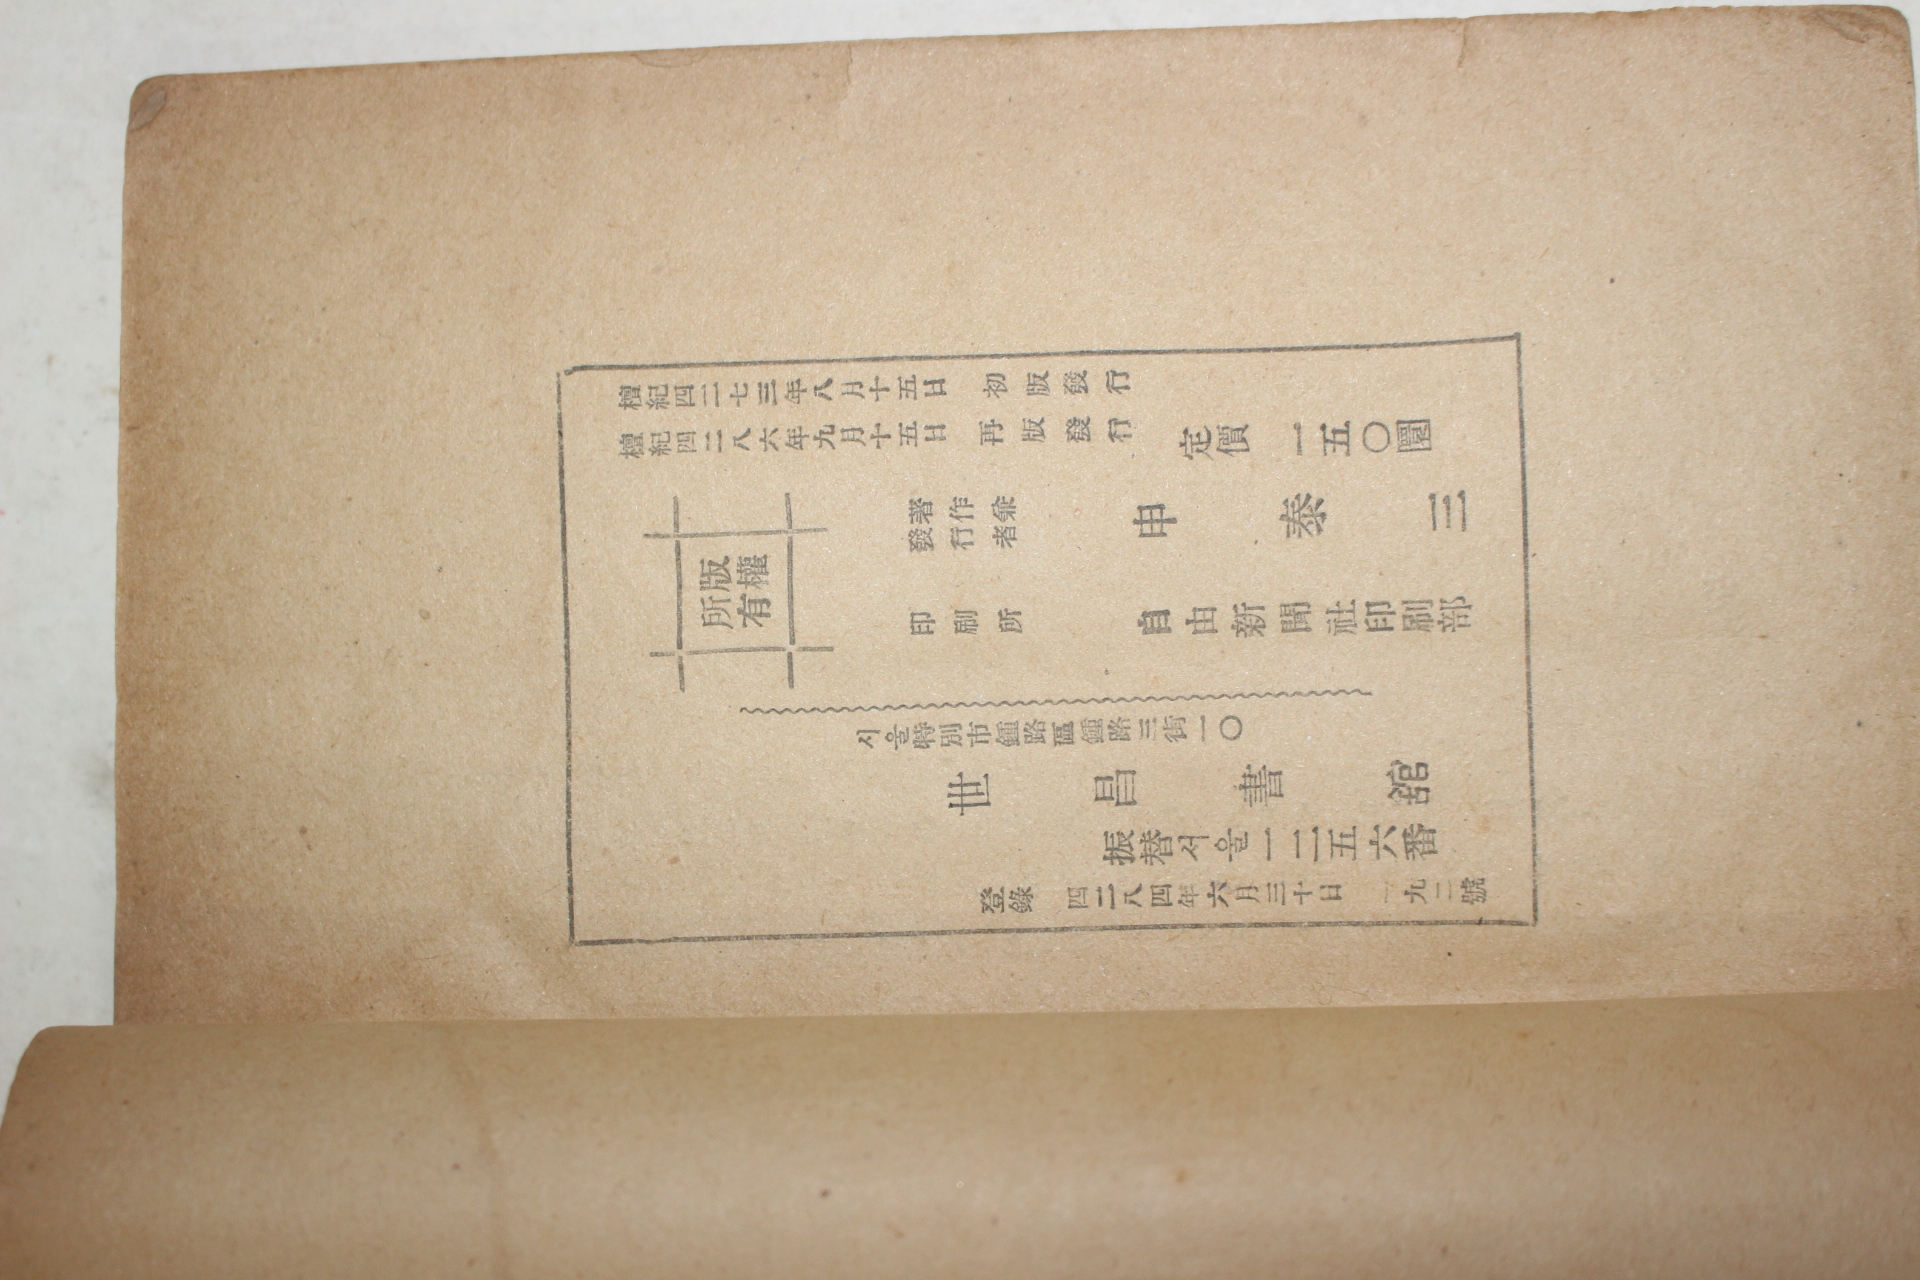 檀紀四二七三年八月十五日 初版發行
檀紀四二八六年九月十五日 再版發行
定價 一五〇圜
版權
所有
著作兼
發行者
申泰三
印刷所 自由新聞社印刷部
서울特別市鍾路區鍾路三街一〇
世昌書舘
振替서울一二五六番
登錄 四二八四年六月三十日 九二號